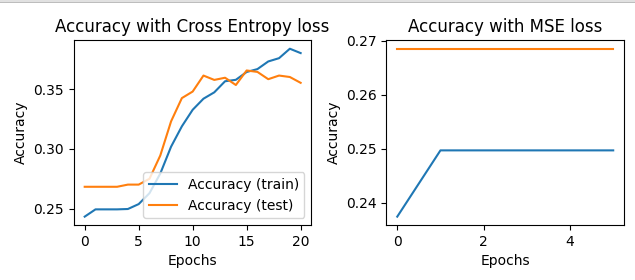 Accuracy with Cross Entropy loss
Accuracy
0.35
0.30
0.25
Accuracy (train)
Accuracy (test)
0 5 10 15 20
Epochs
Accuracy with MSE loss
Accuracy
0.27
0.26
0.25
0.24
0 2 4
Epochs